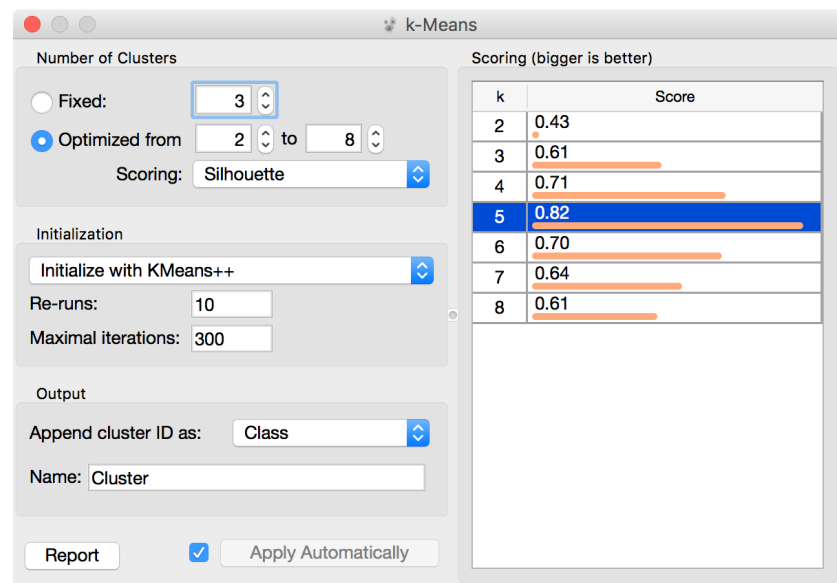 k-Means
Number of Clusters
Fixed: 3
Optimized from 2 to 8
Scoring: Silhouette
Initialization
Initialize with KMeans++
Re-runs: 10
Maximal iterations: 300
Output
Append cluster ID as: Class
Name: Cluster
Report Apply Automatically
Scoring (bigger is better)
k Score
2 0.43
3 0.61
4 0.71
5 0.82
6 0.70
7 0.64
8 0.61